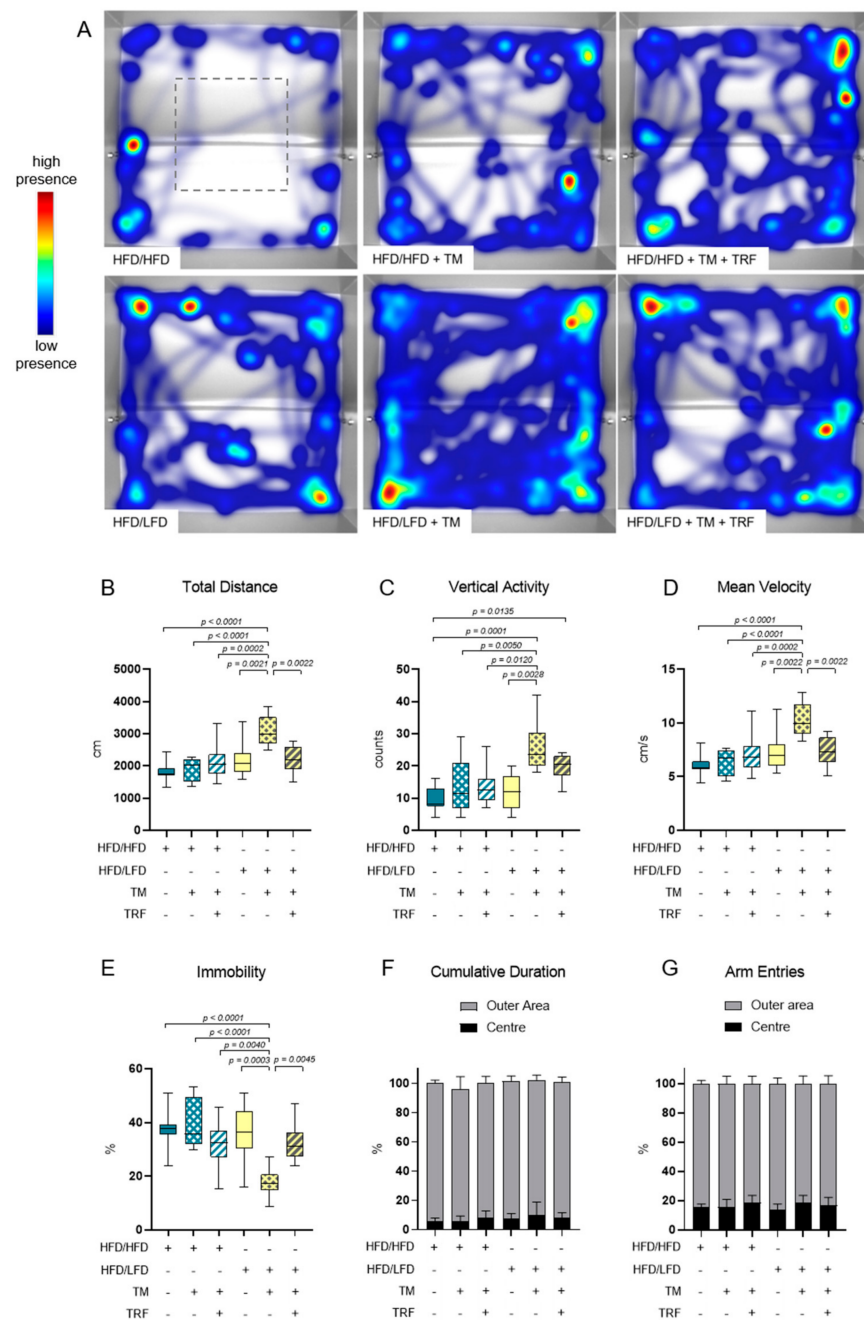 A
high
presence
low
presence
HFD/HFD
HFD/HFD + TM
HFD/HFD + TM + TRF
HFD/LFD
HFD/LFD + TM
HFD/LFD + TM + TRF
B Total Distance
p < 0.0001
p < 0.0001
p = 0.0002
p = 0.0021 p = 0.0022
5000
4000
3000
2000
1000
0
cm
HFD/HFD + + + - - -
HFD/LFD - - - + + +
TM - + + - + +
TRF - - + - - +
C Vertical Activity
p = 0.0135
p = 0.0001
p = 0.0050
p = 0.0120
p = 0.0028
50
40
30
20
10
0
counts
HFD/HFD + + + - - -
HFD/LFD - - - + + +
TM - + + - + +
TRF - - + - - +
D Mean Velocity
p < 0.0001
p < 0.0001
p = 0.0002
p = 0.0022 p = 0.0022
15
10
5
0
cm/s
HFD/HFD + + + - - -
HFD/LFD - - - + + +
TM - + + - + +
TRF - - + - - +
E Immobility
p < 0.0001
p < 0.0001
p = 0.0040
p = 0.0003 p = 0.0045
60
40
20
0
%
HFD/HFD + + + - - -
HFD/LFD - - - + + +
TM - + + - + +
TRF - - + - - +
F Cumulative Duration
Outer Area
Centre
100
80
60
40
20
0
%
HFD/HFD + + + - - -
HFD/LFD - - - + + +
TM - + + - + +
TRF - - + - - +
G Arm Entries
Outer area
Centre
100
80
60
40
20
0
%
HFD/HFD + + + - - -
HFD/LFD - - - + + +
TM - + + - + +
TRF - - + - - +